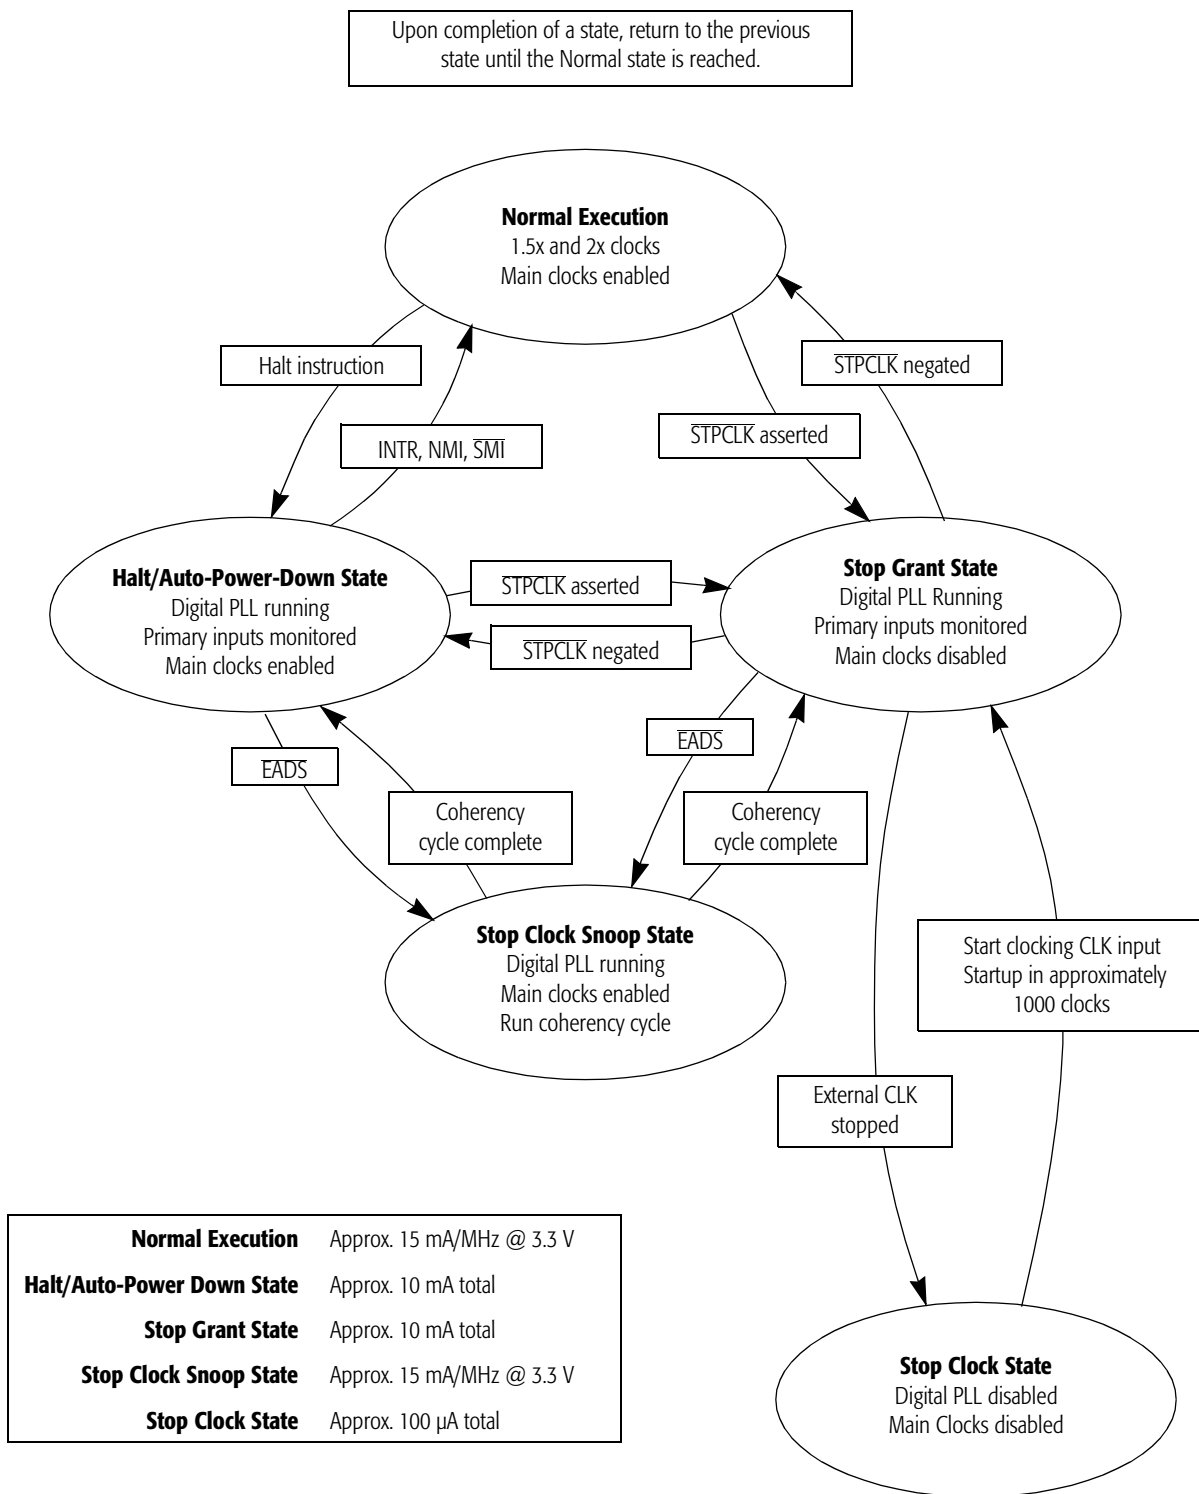 Upon completion of a state, return to the previous
state until the Normal state is reached.
Normal Execution
1.5x and 2x clocks
Main clocks enabled
Halt instruction
S̅T̅P̅C̅L̅K̅ negated
S̅T̅P̅C̅L̅K̅ asserted
INTR, NMI, S̅M̅I̅
Halt/Auto-Power-Down State
Digital PLL running
Primary inputs monitored
Main clocks enabled
S̅T̅P̅C̅L̅K̅ asserted
S̅T̅P̅C̅L̅K̅ negated
Stop Grant State
Digital PLL Running
Primary inputs monitored
Main clocks disabled
E̅A̅D̅S̅
Coherency
cycle complete
E̅A̅D̅S̅
Coherency
cycle complete
Stop Clock Snoop State
Digital PLL running
Main clocks enabled
Run coherency cycle
Start clocking CLK input
Startup in approximately
1000 clocks
External CLK
stopped
Normal Execution Approx. 15 mA/MHz @ 3.3 V
Halt/Auto-Power Down State Approx. 10 mA total
Stop Grant State Approx. 10 mA total
Stop Clock Snoop State Approx. 15 mA/MHz @ 3.3 V
Stop Clock State Approx. 100 µA total
Stop Clock State
Digital PLL disabled
Main Clocks disabled